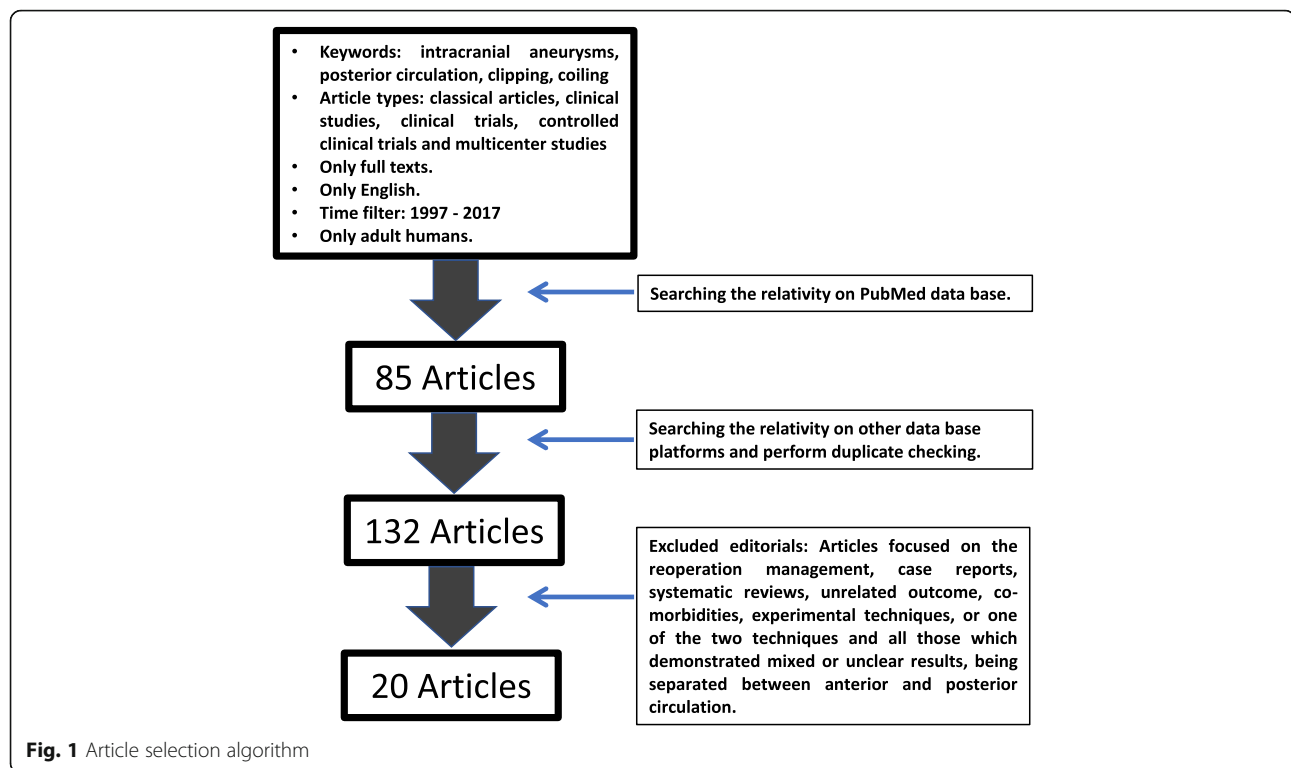 • Keywords: intracranial aneurysms,
posterior circulation, clipping, coiling
• Article types: classical articles, clinical
studies, clinical trials, controlled
clinical trials and multicenter studies
• Only full texts.
• Only English.
• Time filter: 1997 - 2017
• Only adult humans.
Searching the relativity on PubMed data base.
85 Articles
Searching the relativity on other data base
platforms and perform duplicate checking.
132 Articles
Excluded editorials: Articles focused on the
reoperation management, case reports,
systematic reviews, unrelated outcome, co-
morbidities, experimental techniques, or one
of the two techniques and all those which
demonstrated mixed or unclear results, being
separated between anterior and posterior
circulation.
20 Articles
Fig. 1 Article selection algorithm